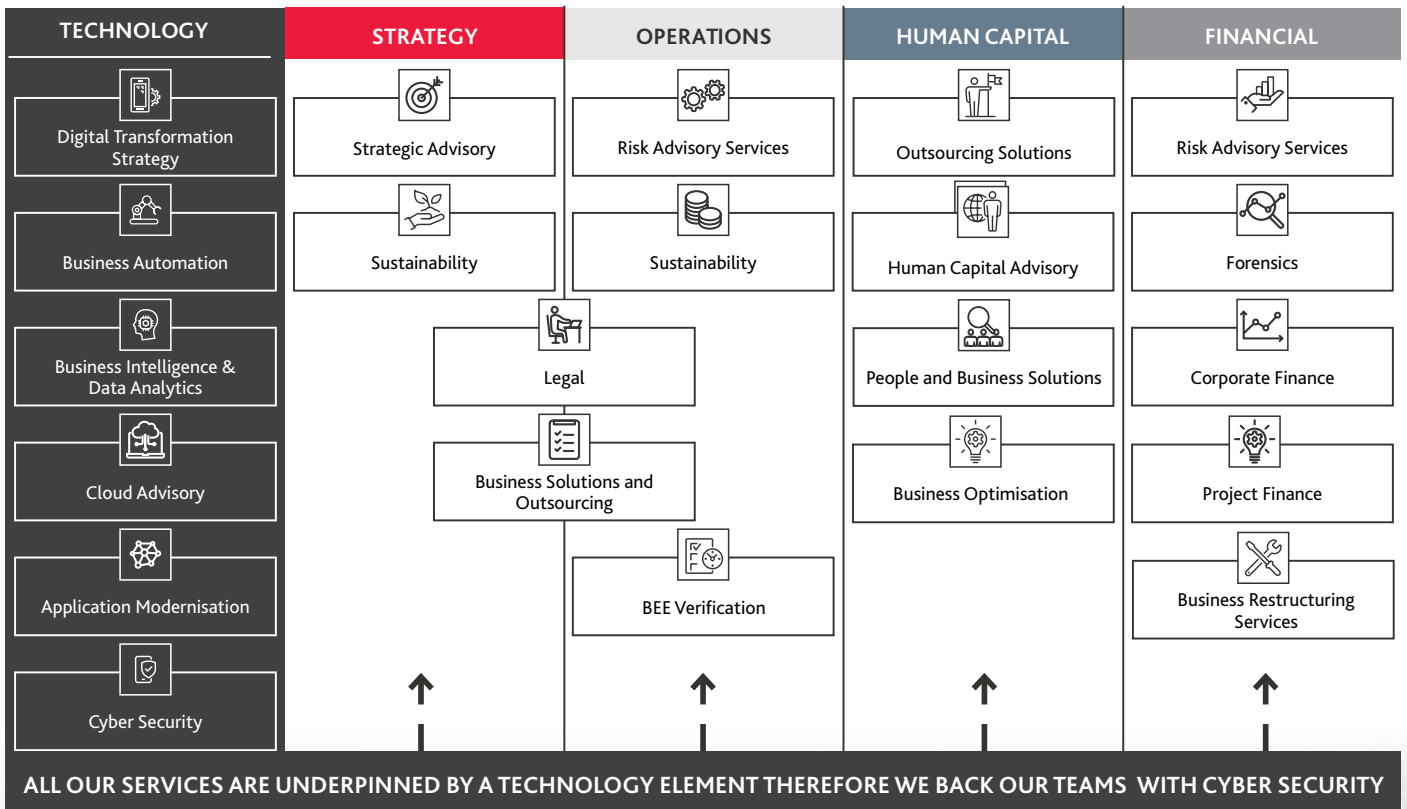 TECHNOLOGY
Digital Transformation
Strategy
Business Automation
Business Intelligence &
Data Analytics
Cloud Advisory
Application Modernisation
Cyber Security
STRATEGY
Strategic Advisory
Sustainability
OPERATIONS
Risk Advisory Services
Sustainability
Legal
Business Solutions and
Outsourcing
BEE Verification
HUMAN CAPITAL
Outsourcing Solutions
Human Capital Advisory
People and Business Solutions
Business Optimisation
FINANCIAL
Risk Advisory Services
Forensics
Corporate Finance
Project Finance
Business Restructuring
Services
ALL OUR SERVICES ARE UNDERPINNED BY A TECHNOLOGY ELEMENT THEREFORE WE BACK OUR TEAMS WITH CYBER SECURITY